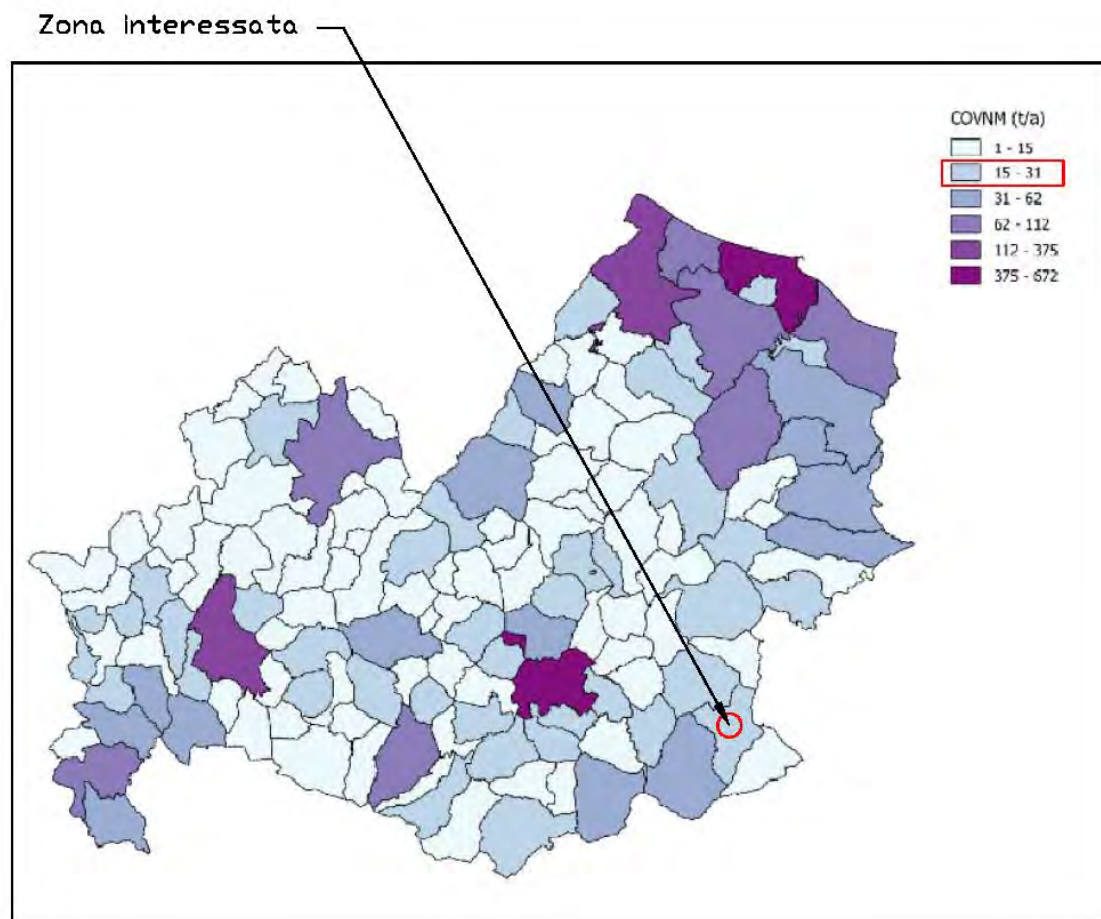 Zona Interessata
COVNM (t/a)
1 - 15
15 - 31
31 - 62
62 - 112
112 - 375
375 - 672